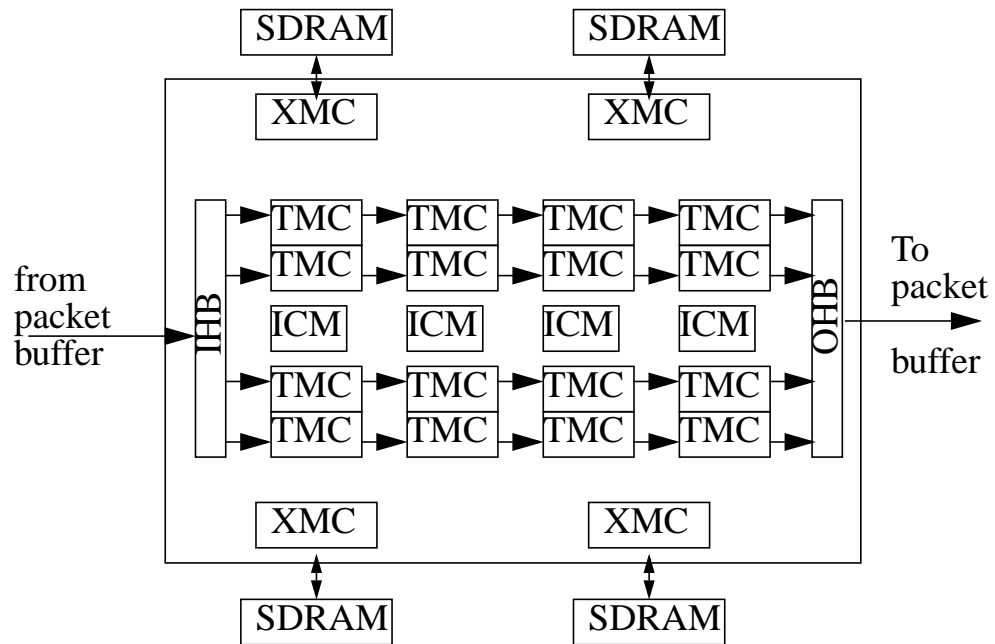 SDRAM SDRAM
XMC XMC
TMC TMC TMC TMC
TMC TMC TMC TMC
from
packet
buffer
IHB
ICM ICM ICM ICM
OHB
To
packet
buffer
TMC TMC TMC TMC
TMC TMC TMC TMC
XMC XMC
SDRAM SDRAM